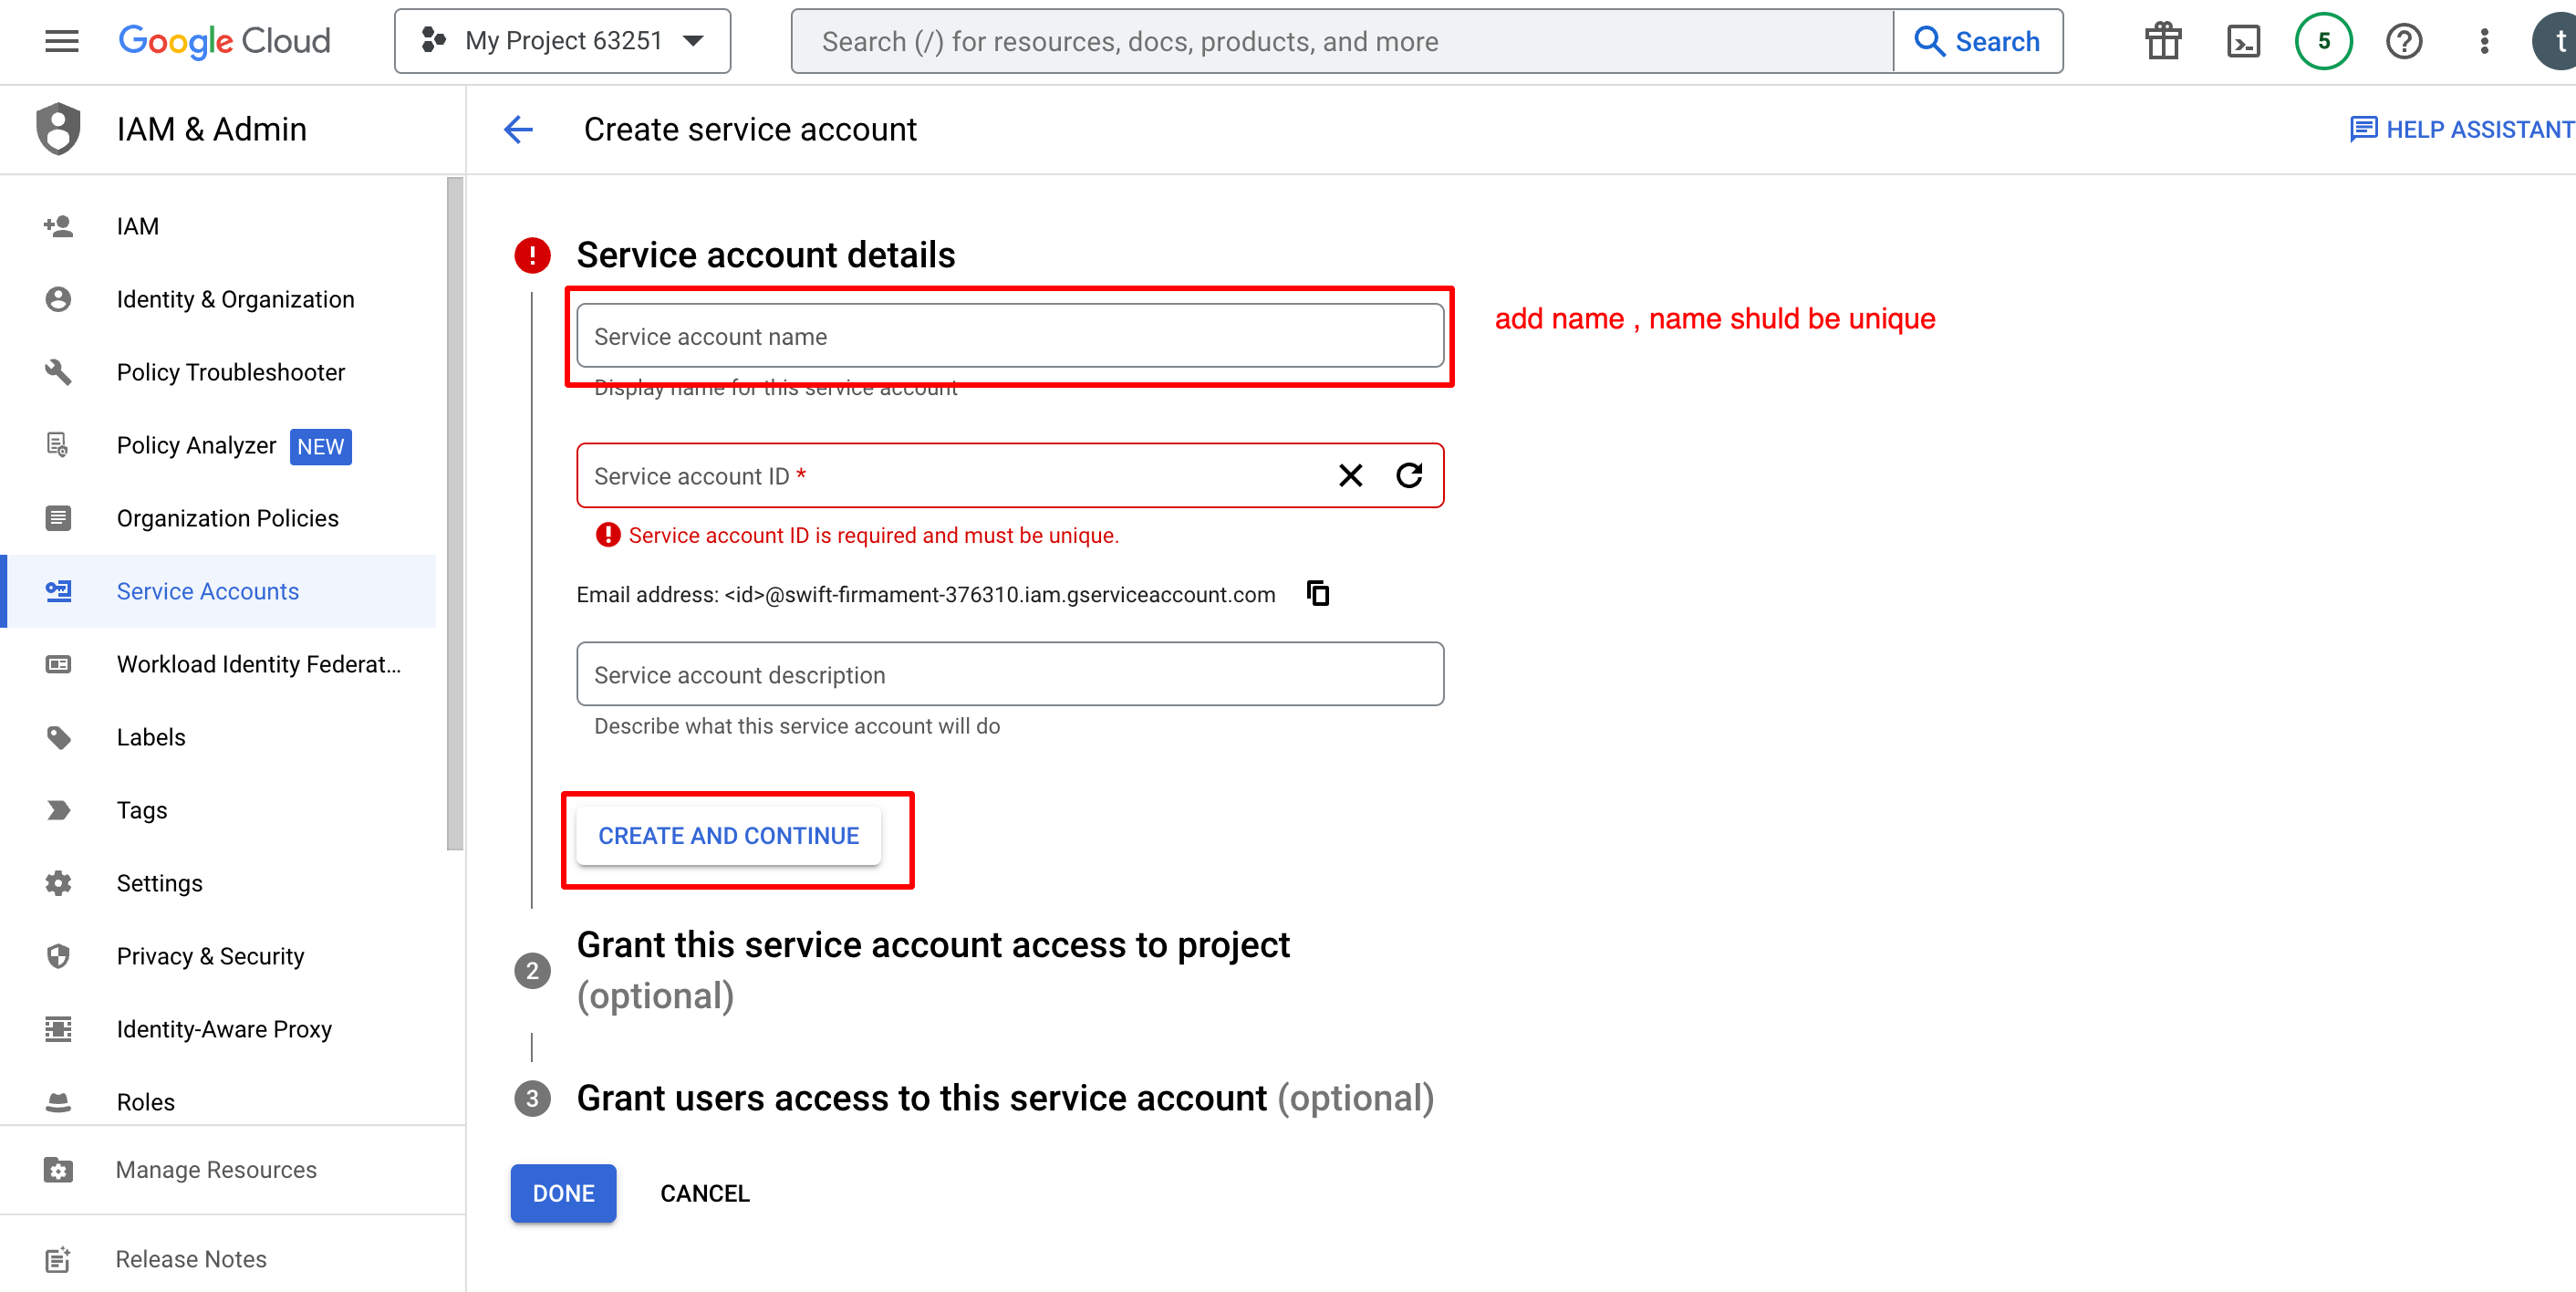 Google Cloud
My Project 63251
Search (/) for resources, docs, products, and more
Search
5
t
IAM & Admin
Create service account
HELP ASSISTANT
IAM
Identity & Organization
Policy Troubleshooter
Policy Analyzer NEW
Organization Policies
Service Accounts
Workload Identity Federat...
Labels
Tags
Settings
Privacy & Security
Identity-Aware Proxy
Roles
Manage Resources
Release Notes
Service account details
Service account name
add name , name shuld be unique
Display name for this service account
Service account ID *
Service account ID is required and must be unique.
Email address: <id>@swift-firmament-376310.iam.gserviceaccount.com
Service account description
Describe what this service account will do
CREATE AND CONTINUE
2
Grant this service account access to project
(optional)
3 Grant users access to this service account (optional)
DONE
CANCEL